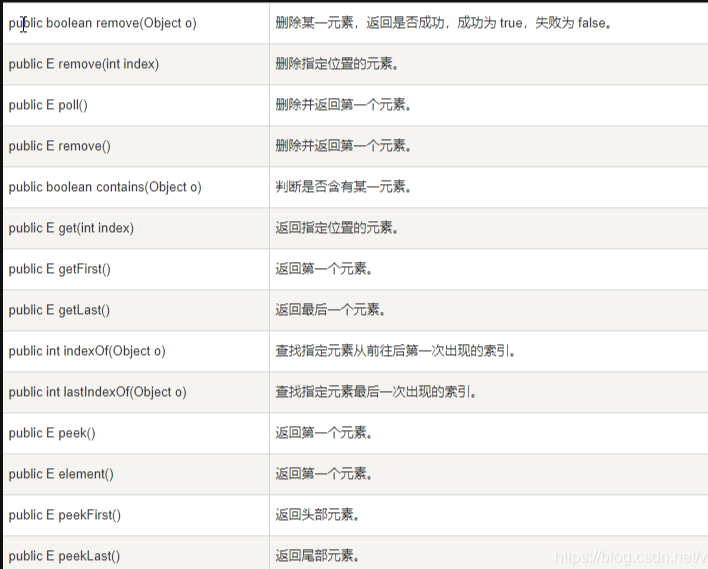 public boolean remove(Object o) 删除某一元素，返回是否成功，成功为 true，失败为 false。
public E remove(int index) 删除指定位置的元素。
public E poll() 删除并返回第一个元素。
public E remove() 删除并返回第一个元素。
public boolean contains(Object o) 判断是否含有某一元素。
public E get(int index) 返回指定位置的元素。
public E getFirst() 返回第一个元素。
public E getLast() 返回最后一个元素。
public int indexOf(Object o) 查找指定元素从前往后第一次出现的索引。
public int lastIndexOf(Object o) 查找指定元素最后一次出现的索引。
public E peek() 返回第一个元素。
public E element() 返回第一个元素。
public E peekFirst() 返回头部元素。
public E peekLast() 返回尾部元素。
https://blog.csdn.net/